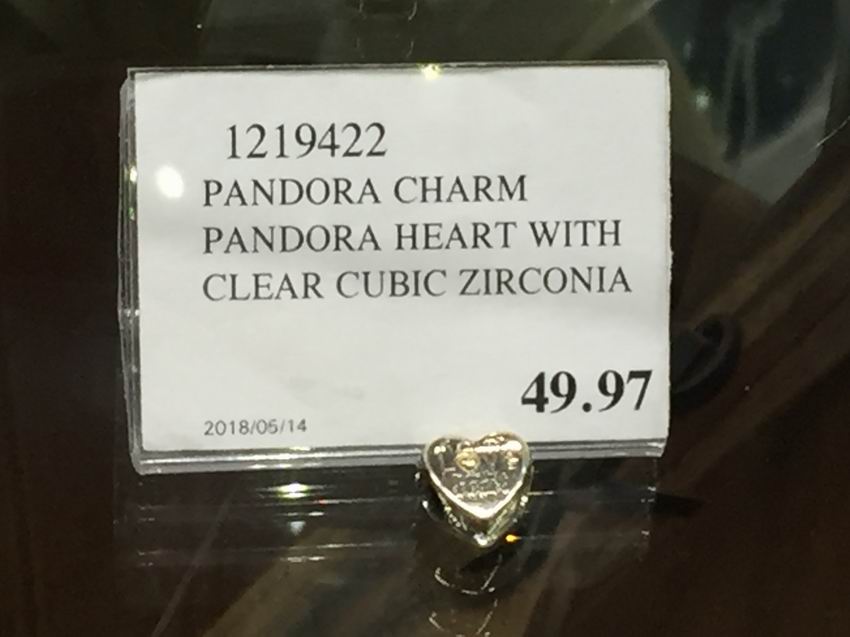 1219422
PANDORA CHARM
PANDORA HEART WITH
CLEAR CUBIC ZIRCONIA
49.97
2018/05/14